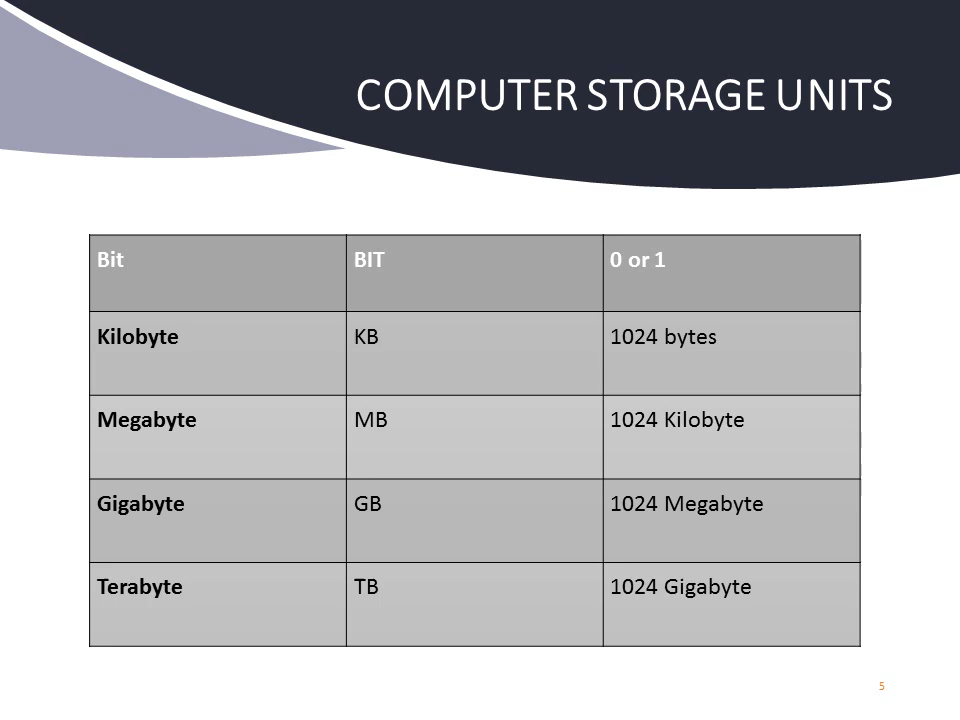 COMPUTER STORAGE UNITS
Bit BIT 0 or 1
Kilobyte KB 1024 bytes
Megabyte MB 1024 Kilobyte
Gigabyte GB 1024 Megabyte
Terabyte TB 1024 Gigabyte
5